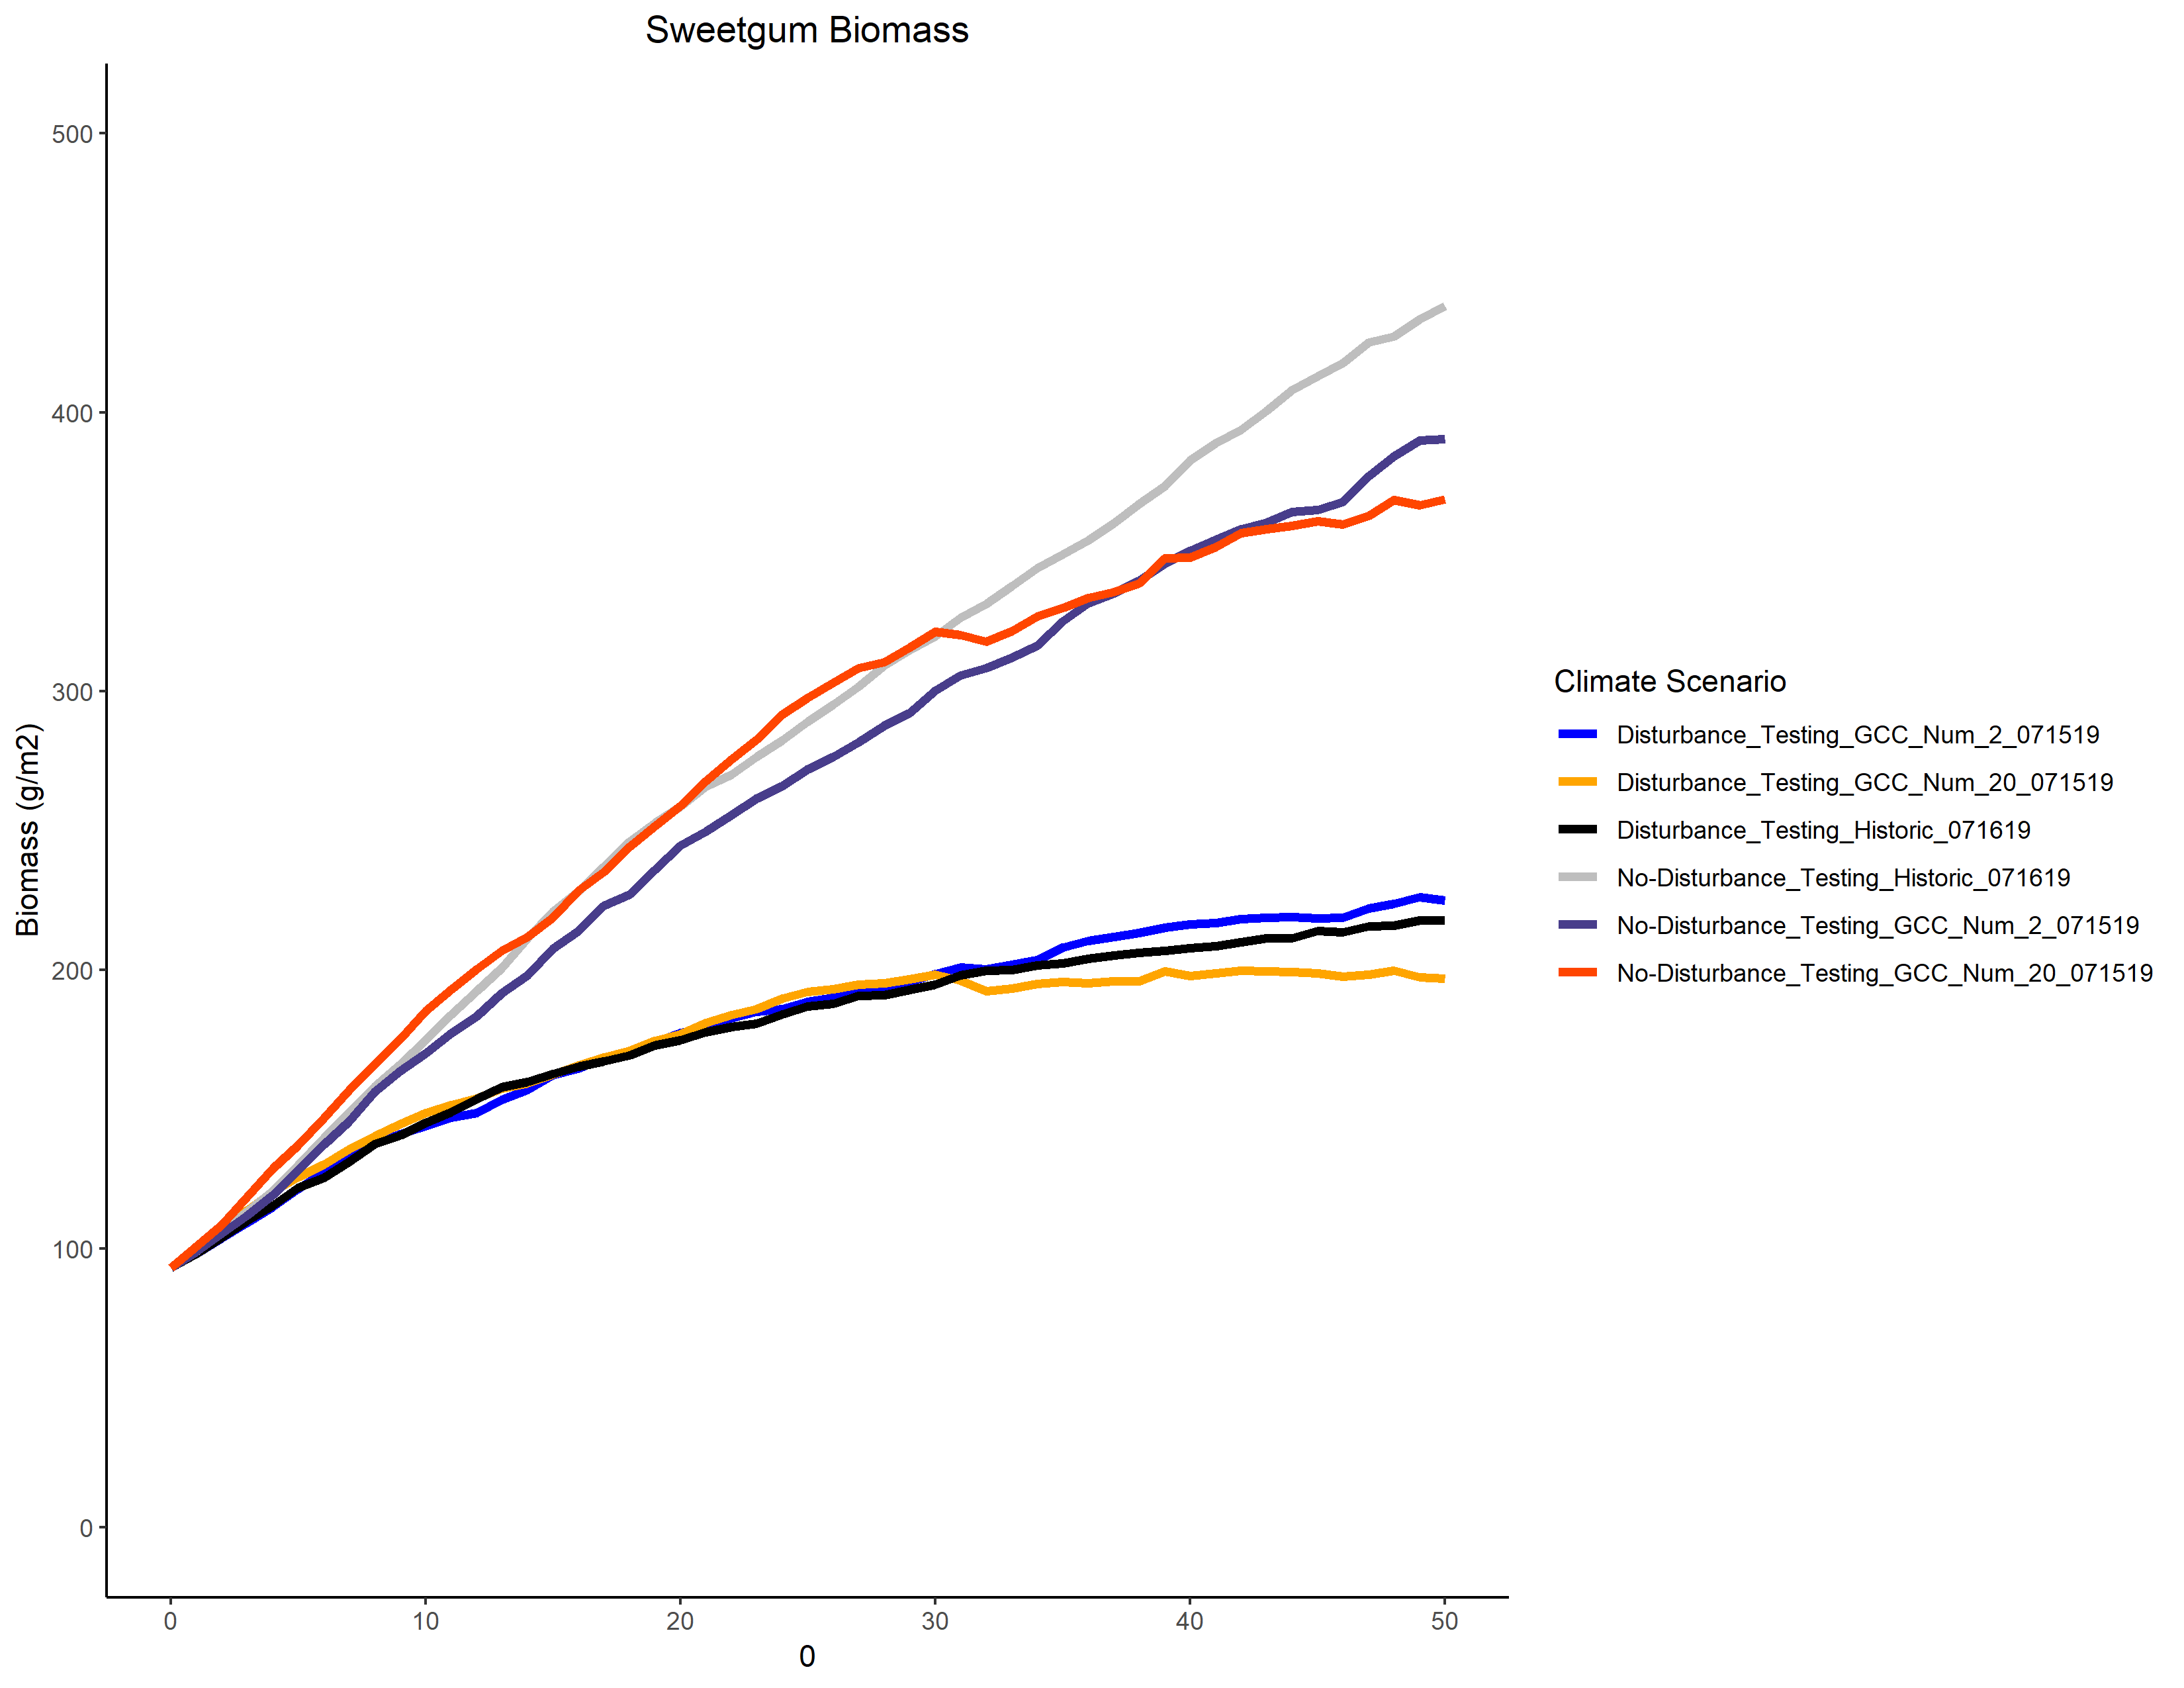 Sweetgum Biomass
500
400
300
200
100
0
Biomass (g/m2)
0 10 20 30 40 50
0
Climate Scenario
Disturbance_Testing_GCC_Num_2_071519
Disturbance_Testing_GCC_Num_20_071519
Disturbance_Testing_Historic_071619
No-Disturbance_Testing_Historic_071619
No-Disturbance_Testing_GCC_Num_2_071519
No-Disturbance_Testing_GCC_Num_20_071519